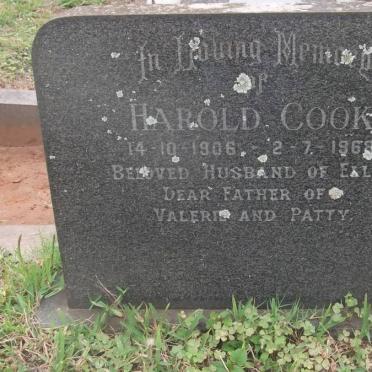 In Loving Memory
of
HAROLD COOK
14-10-1906 - 2-7-1968
BELOVED HUSBAND OF
DEAR FATHER OF
VALERIE AND PATTY.